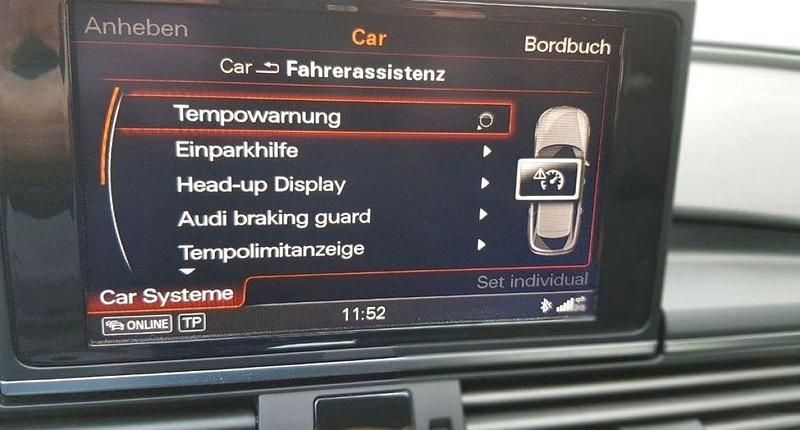 Anheben
Car
Bordbuch
Car Fahrerassistenz
Tempowarnung
Einparkhilfe
Head-up Display
Audi braking guard
Tempolimitanzeige
Set individual
Car Systeme
ONLINE TP
11:52